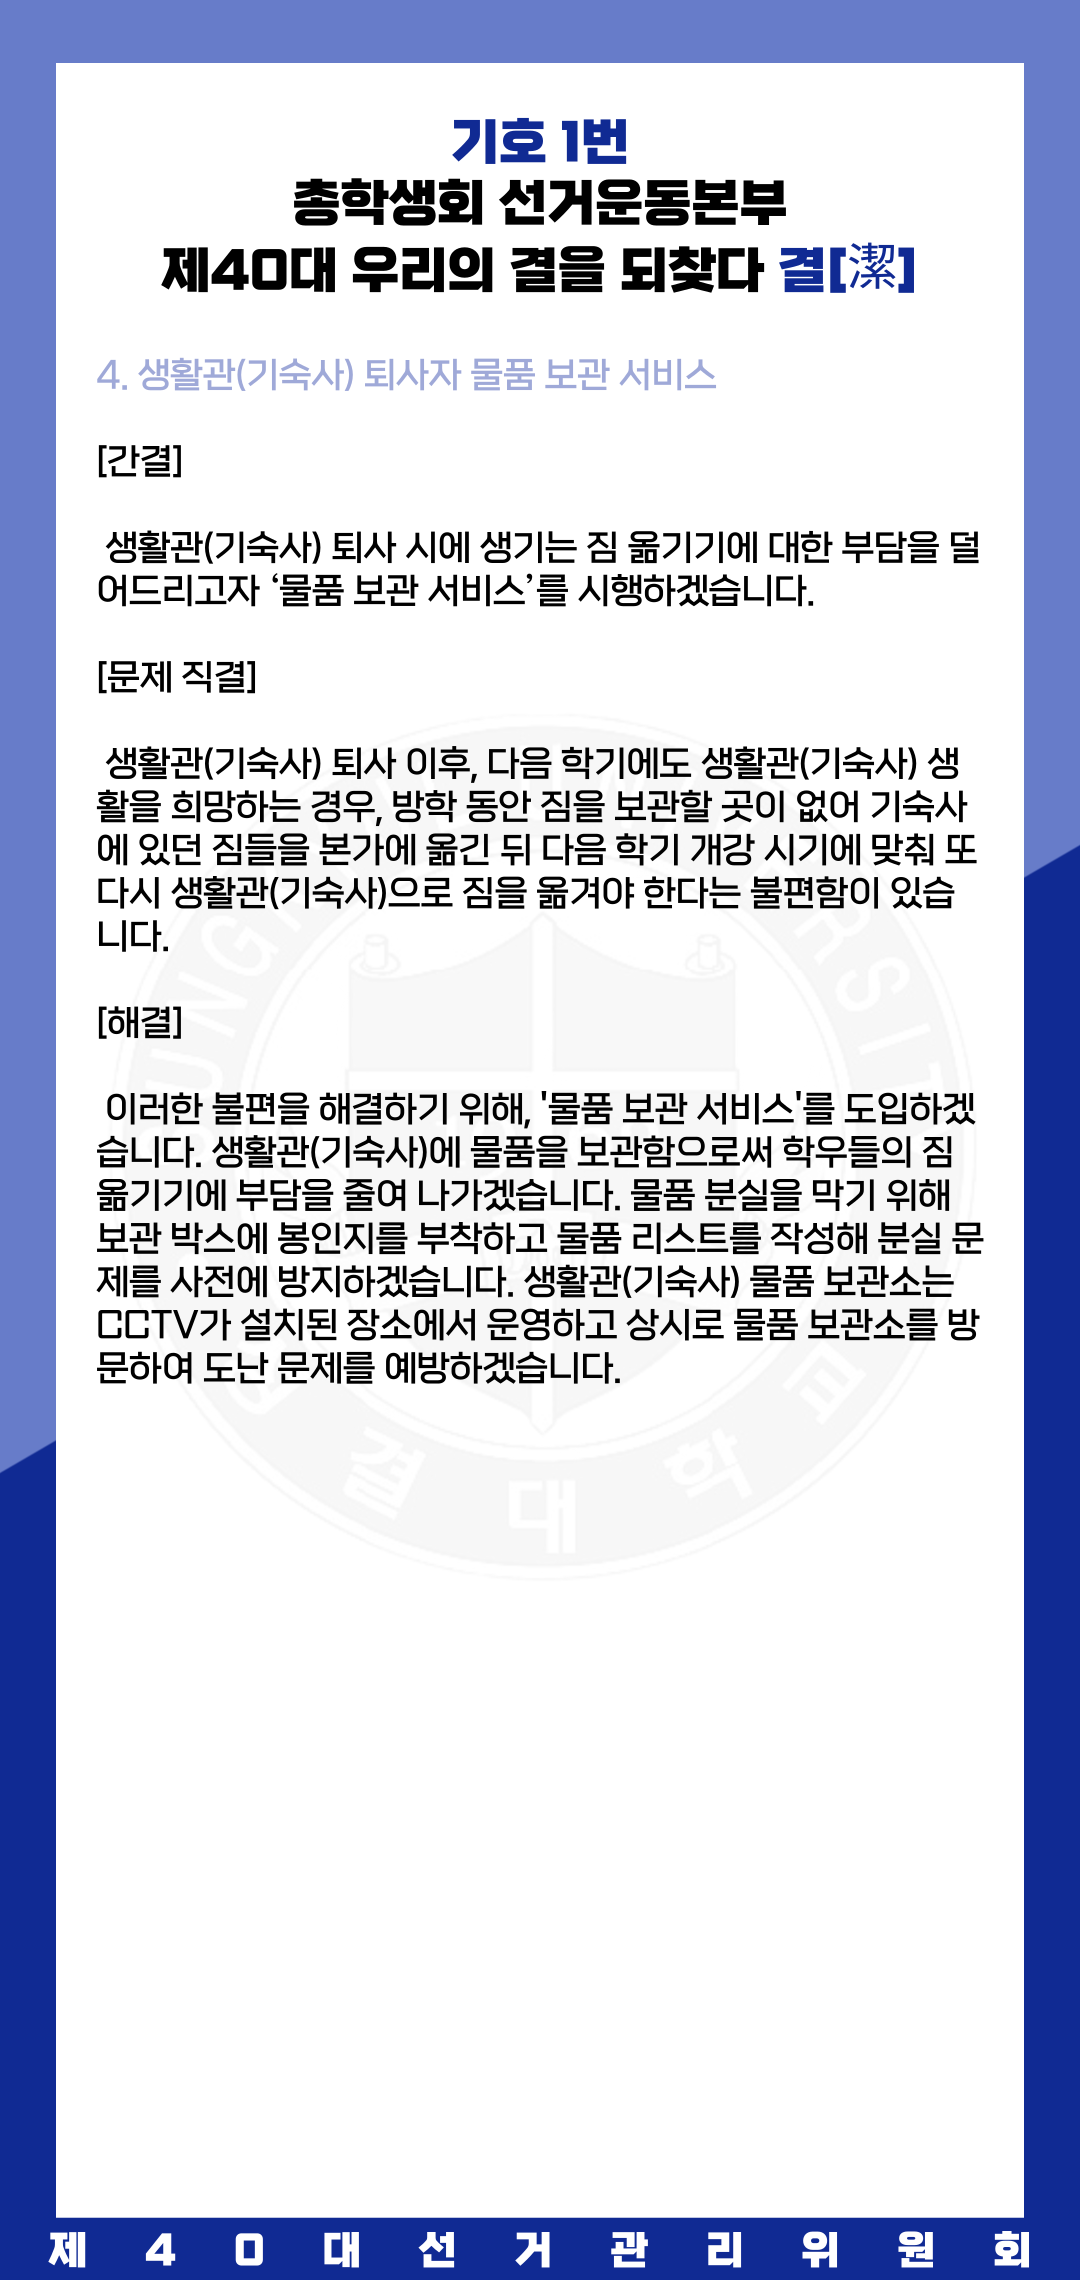 기호 1번
총학생회 선거운동본부
제40대 우리의 결을 되찾다 결[潔]
4. 생활관(기숙사) 퇴사자 물품 보관 서비스
[간결]
생활관(기숙사) 퇴사 시에 생기는 짐 옮기기에 대한 부담을 덜
어드리고자 ‘물품 보관 서비스’를 시행하겠습니다.
[문제 직결]
생활관(기숙사) 퇴사 이후, 다음 학기에도 생활관(기숙사) 생
활을 희망하는 경우, 방학 동안 짐을 보관할 곳이 없어 기숙사
에 있던 짐들을 본가에 옮긴 뒤 다음 학기 개강 시기에 맞춰 또
다시 생활관(기숙사)으로 짐을 옮겨야 한다는 불편함이 있습
니다.
[해결]
이러한 불편을 해결하기 위해, '물품 보관 서비스'를 도입하겠
습니다. 생활관(기숙사)에 물품을 보관함으로써 학우들의 짐
옮기기에 부담을 줄여 나가겠습니다. 물품 분실을 막기 위해
보관 박스에 봉인지를 부착하고 물품 리스트를 작성해 분실 문
제를 사전에 방지하겠습니다. 생활관(기숙사) 물품 보관소는
CCTV가 설치된 장소에서 운영하고 상시로 물품 보관소를 방
문하여 도난 문제를 예방하겠습니다.
결 대 학 교
제40대선거관리위원회